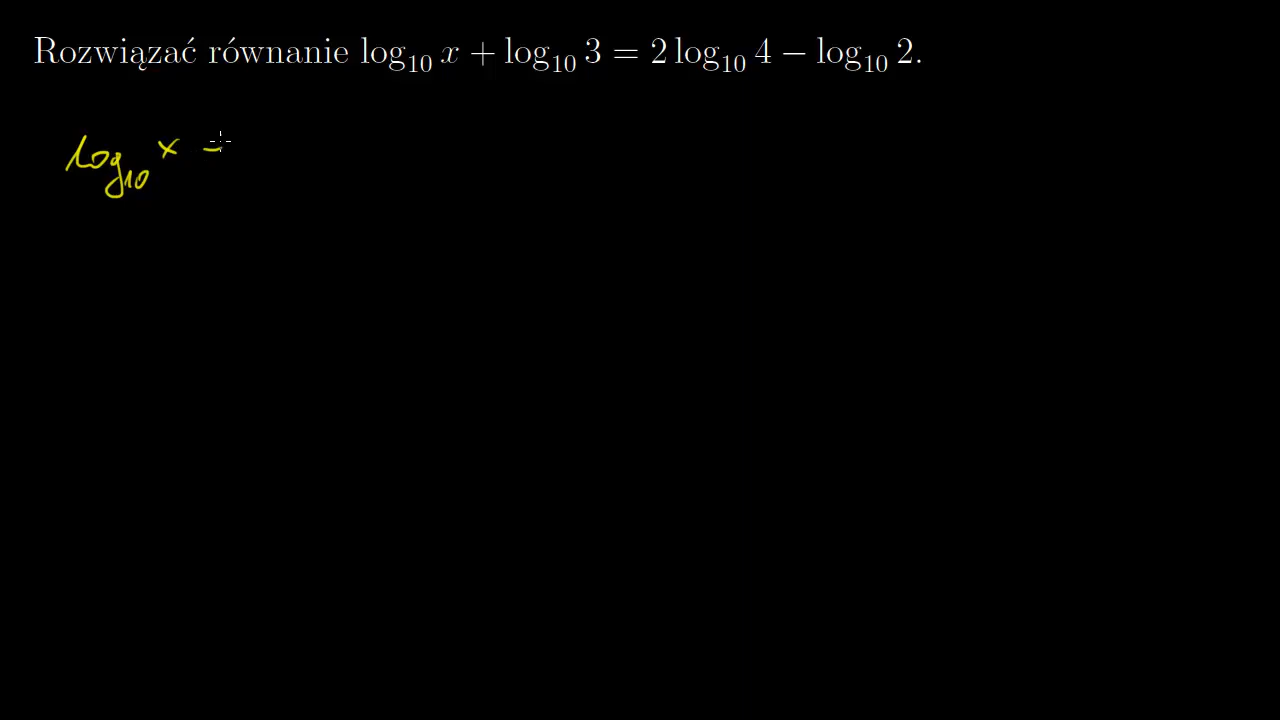 Rozwiązać równanie log₁₀ x + log₁₀ 3 = 2 log₁₀ 4 − log₁₀ 2.
log₁₀ x =